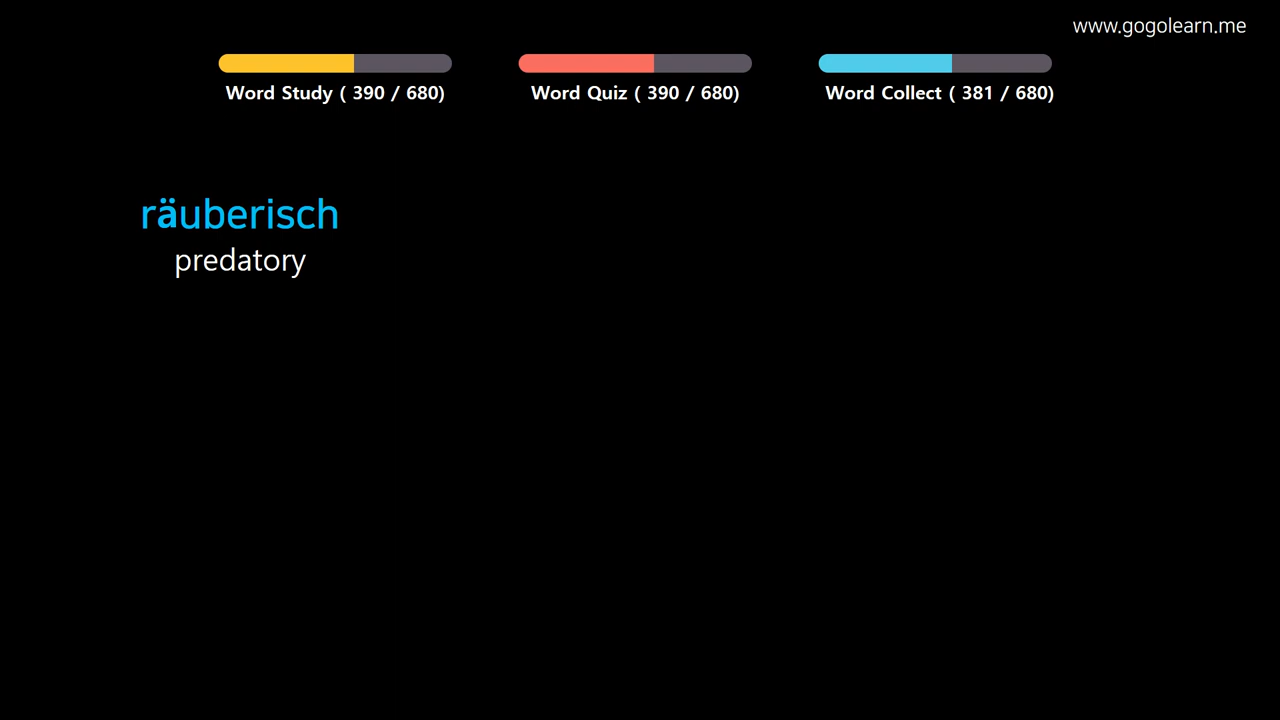 www.gogolearn.me
Word Study ( 390 / 680)
Word Quiz ( 390 / 680)
Word Collect ( 381 / 680)
räuberisch
predatory